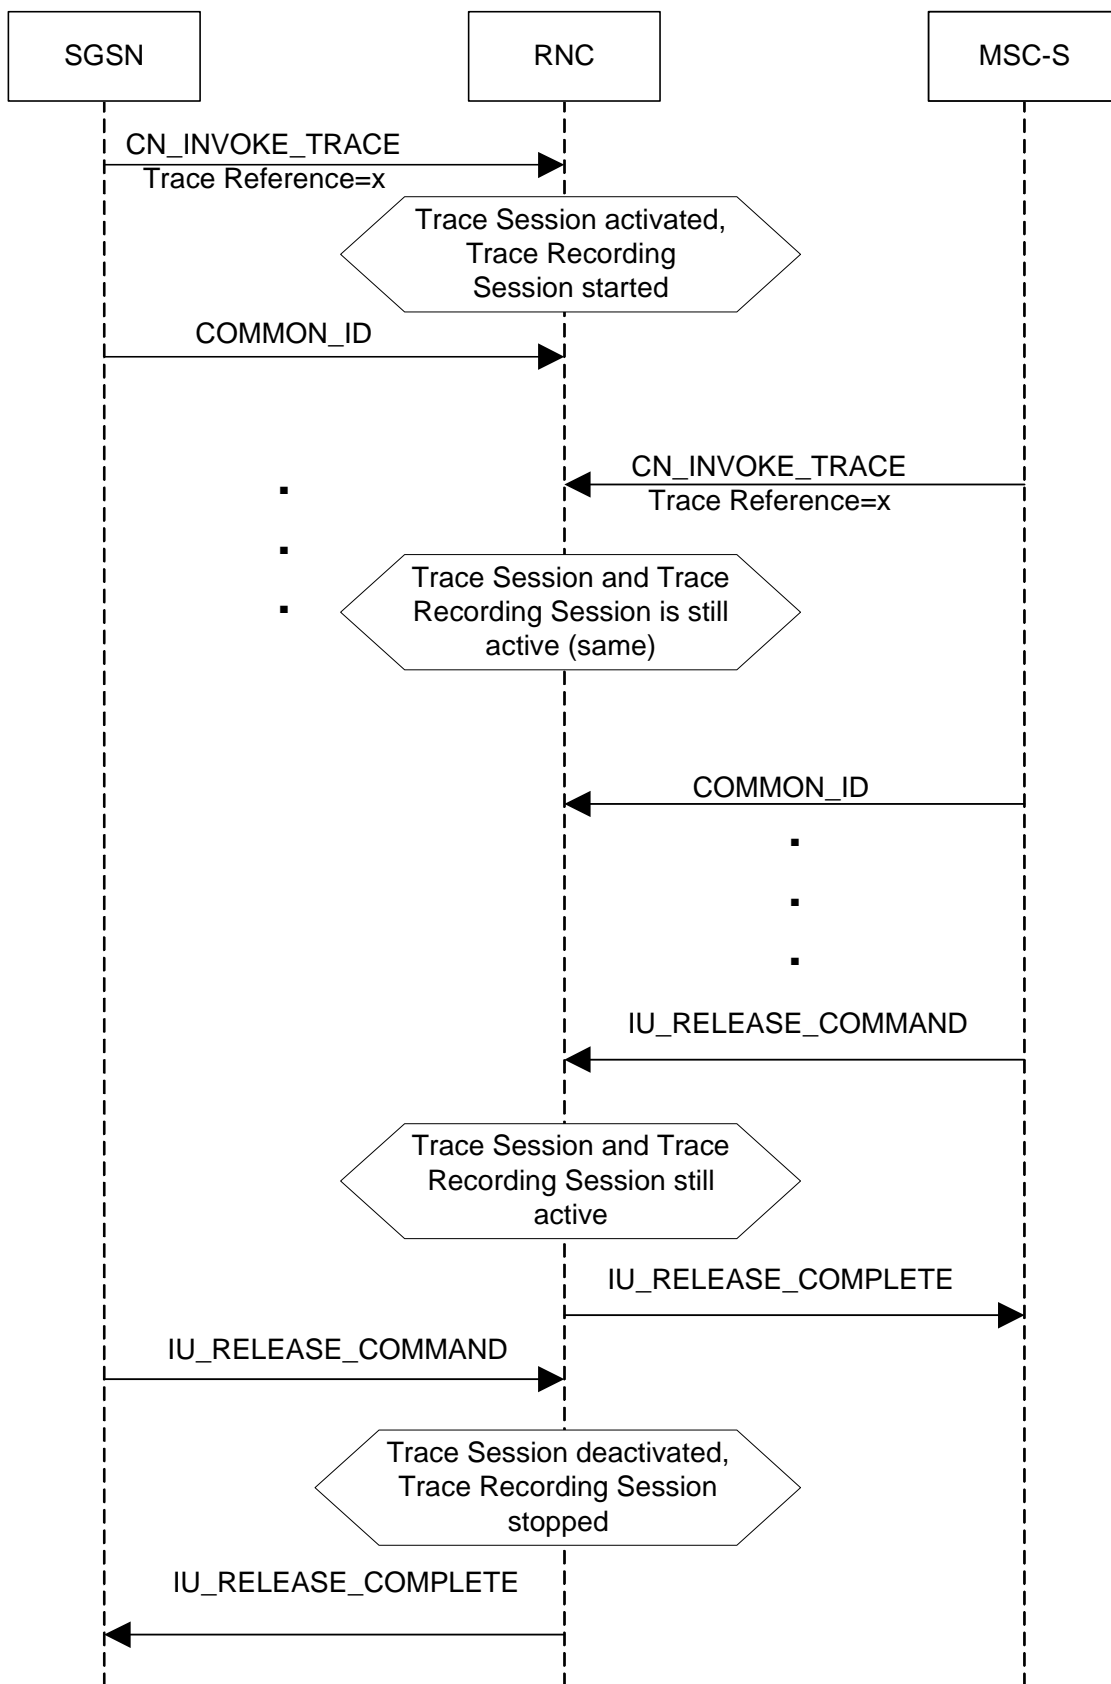 SGSN
RNC
MSC-S
CN_INVOKE_TRACE
Trace Reference=x
Trace Session activated,
Trace Recording
Session started
COMMON_ID
CN_INVOKE_TRACE
Trace Reference=x
Trace Session and Trace
Recording Session is still
active (same)
COMMON_ID
IU_RELEASE_COMMAND
Trace Session and Trace
Recording Session still
active
IU_RELEASE_COMPLETE
IU_RELEASE_COMMAND
Trace Session deactivated,
Trace Recording Session
stopped
IU_RELEASE_COMPLETE